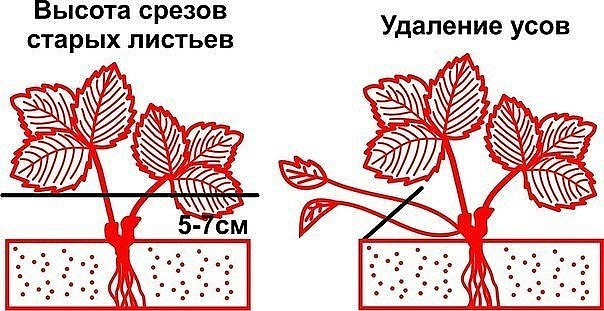 Высота срезов
старых листьев
5-7см
Удаление усов